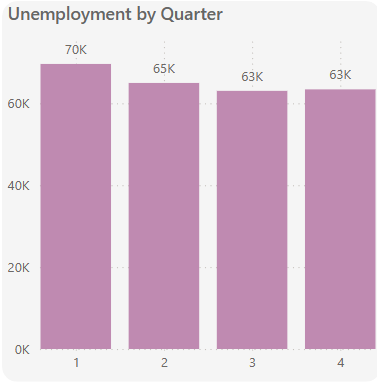 Unemployment by Quarter
70K
65K
63K
63K
60K
40K
20K
0K
1 2 3 4